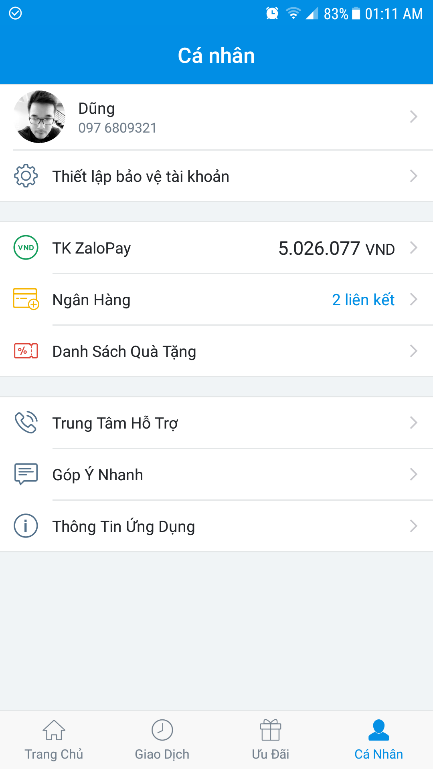 83% 01:11 AM
Cá nhân
Dũng
097 6809321
Thiết lập bảo vệ tài khoản
VND TK ZaloPay 5.026.077 VND
Ngân Hàng 2 liên kết
% Danh Sách Quà Tặng
Trung Tâm Hỗ Trợ
Góp Ý Nhanh
Thông Tin Ứng Dụng
Trang Chủ Giao Dịch Ưu Đãi Cá Nhân